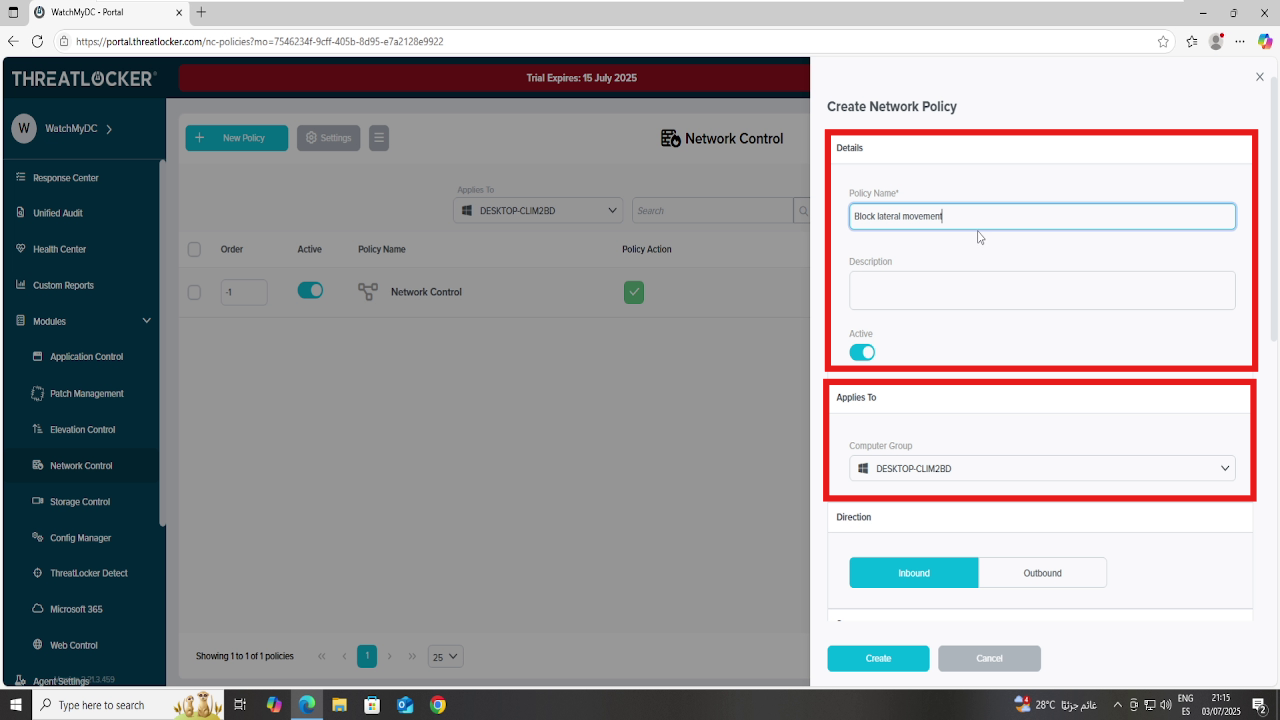 WatchMyDC - Portal.threatlocker.
https://portal.threatlocker.com/nc-policies?mo=7546234f-9cff-405b-8d95-e7a2128e9922
THREATLOCKER
Trial Expires: 15 July 2025
W WatchMyDC
Response Center
Unified Audit
Health Center
Custom Reports
Modules
Application Control
Patch Management
Elevation Control
Network Control
Storage Control
Config Manager
ThreatLocker Detect
Microsoft 365
Web Control
Agent Settings
New Policy
Settings
Network Control
Applies To
DESKTOP-CLIM2BD
Search
Order
Active
Policy Name
Policy Action
-1
Network Control
Showing 1 to 1 of 1 policies
1
25
Create Network Policy
Details
Policy Name*
Block lateral movement
Description
Active
Applies To
Computer Group
DESKTOP-CLIM2BD
Direction
Inbound
Outbound
Create
Cancel
Type here to search
4
28°C
ENG
21:15
03/07/2025
2